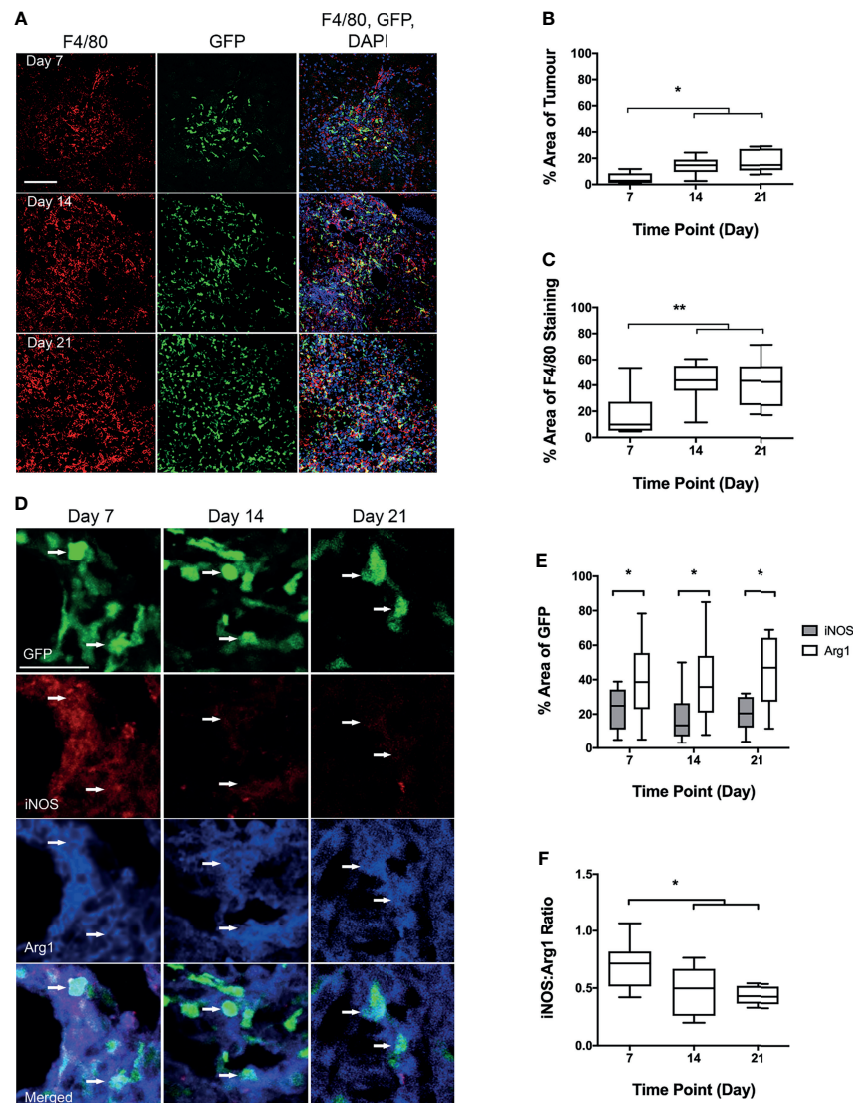 A
F4/80
GFP
F4/80, GFP,
DAPI
Day 7
Day 14
Day 21
B
% Area of Tumour
100
80
60
40
20
0
*
7
14
21
Time Point (Day)
C
% Area of F4/80 Staining
100
80
60
40
20
0
**
7
14
21
Time Point (Day)
D
Day 7
Day 14
Day 21
GFP
iNOS
Arg1
Merged
E
% Area of GFP
100
80
60
40
20
0
*
*
*
iNOS
Arg1
7
14
21
Time Point (Day)
F
iNOS:Arg1 Ratio
1.5
1.0
0.5
0.0
*
7
14
21
Time Point (Day)